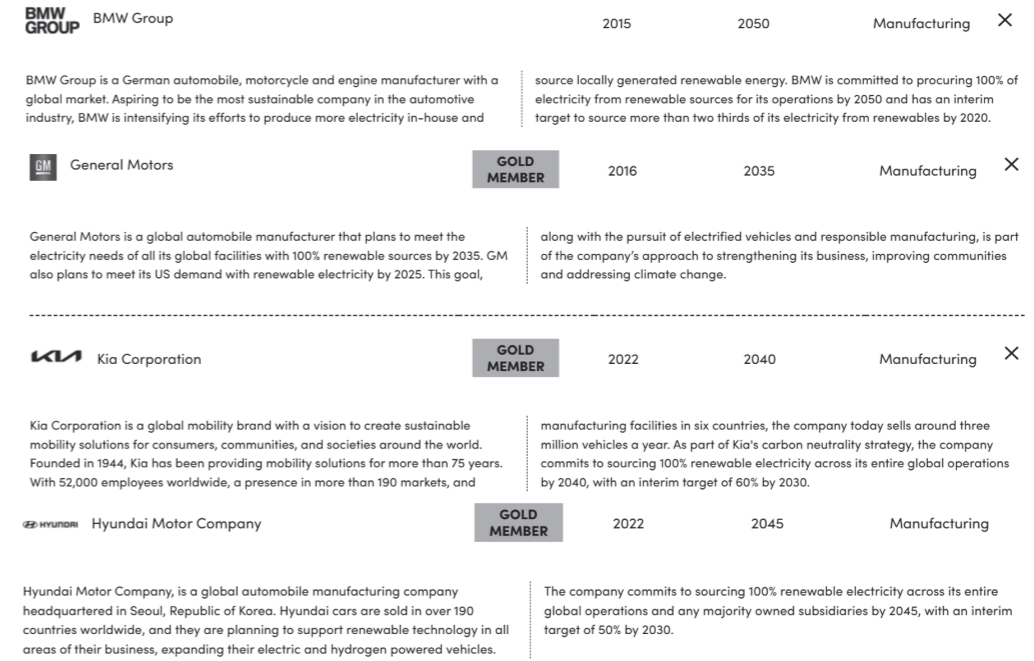 BMW
GROUP
BMW Group
2015
2050
Manufacturing
BMW Group is a German automobile, motorcycle and engine manufacturer with a
global market. Aspiring to be the most sustainable company in the automotive
industry, BMW is intensifying its efforts to produce more electricity in-house and
source locally generated renewable energy. BMW is committed to procuring 100% of
electricity from renewable sources for its operations by 2050 and has an interim
target to source more than two thirds of its electricity from renewables by 2020.
GM
General Motors
GOLD
MEMBER
2016
2035
Manufacturing
General Motors is a global automobile manufacturer that plans to meet the
electricity needs of all its global facilities with 100% renewable sources by 2035. GM
also plans to meet its US demand with renewable electricity by 2025. This goal,
along with the pursuit of electrified vehicles and responsible manufacturing, is part
of the company's approach to strengthening its business, improving communities
and addressing climate change.
KIA
Kia Corporation
GOLD
MEMBER
2022
2040
Manufacturing
Kia Corporation is a global mobility brand with a vision to create sustainable
mobility solutions for consumers, communities, and societies around the world.
Founded in 1944, Kia has been providing mobility solutions for more than 75 years.
With 52,000 employees worldwide, a presence in more than 190 markets, and
manufacturing facilities in six countries, the company today sells around three
million vehicles a year. As part of Kia's carbon neutrality strategy, the company
commits to sourcing 100% renewable electricity across its entire global operations
by 2040, with an interim target of 60% by 2030.
HYUNDAI
Hyundai Motor Company
GOLD
MEMBER
2022
2045
Manufacturing
Hyundai Motor Company, is a global automobile manufacturing company
headquartered in Seoul, Republic of Korea. Hyundai cars are sold in over 190
countries worldwide, and they are planning to support renewable technology in all
areas of their business, expanding their electric and hydrogen powered vehicles.
The company commits to sourcing 100% renewable electricity across its entire
global operations and any majority owned subsidiaries by 2045, with an interim
target of 50% by 2030.